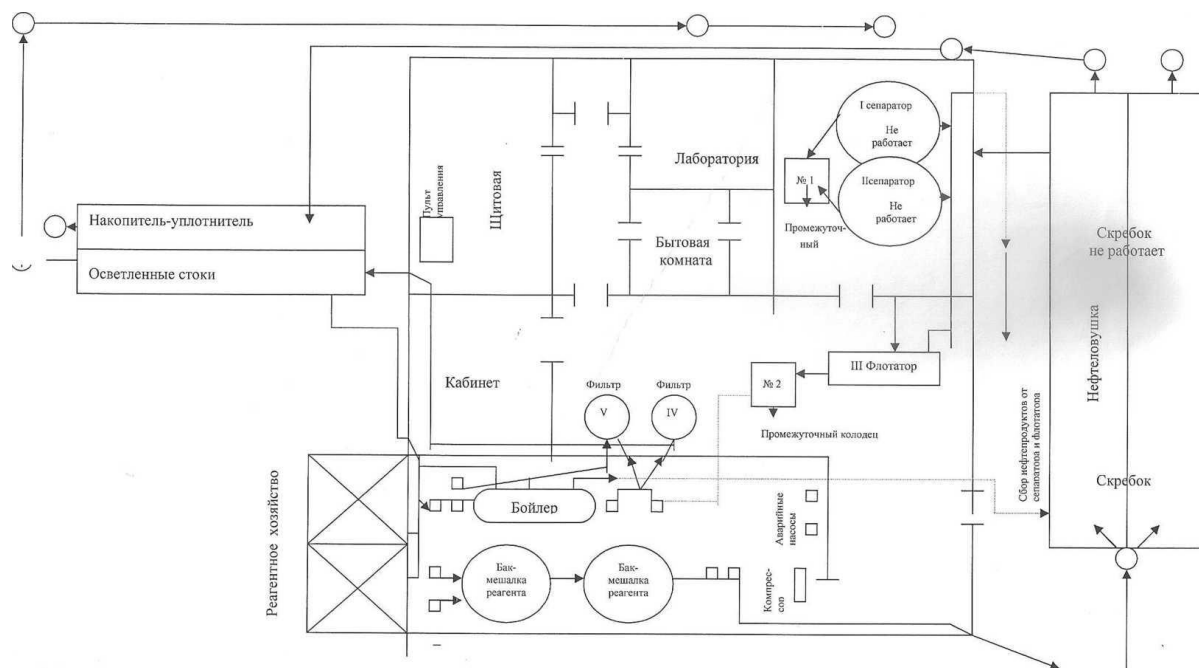 I сепаратор
Не
работает
Лаборатория
Пульт
управления
Щитовая
№ 1
IIсепаратор
Не
работает
Накопитель-уплотнитель
Промежуточ-
ный
Бытовая
комната
Скребок
не работает
Осветленные стоки
Нефтеловушка
III Флотатор
Кабинет
Фильтр
Фильтр
№ 2
V
IV
Промежуточный колодец
Сбор нефтепродуктов от
сепаратора и флотатора
Скребок
Бойлер
Аварийные
насосы
Реагентное хозяйство
Бак-
мешалка
реагента
Бак-
мешалка
реагента
Компрес-
сор